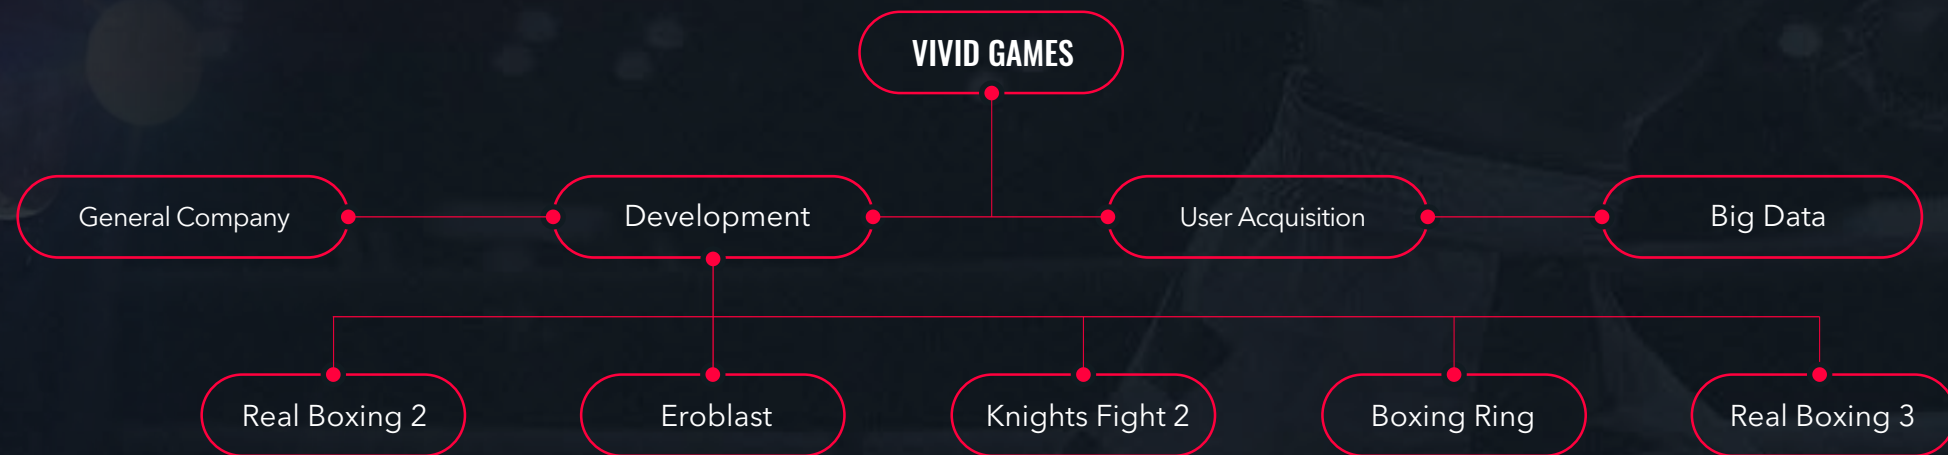 VIVID GAMES
General Company
Development
User Acquisition
Big Data
Real Boxing 2
Eroblast
Knights Fight 2
Boxing Ring
Real Boxing 3